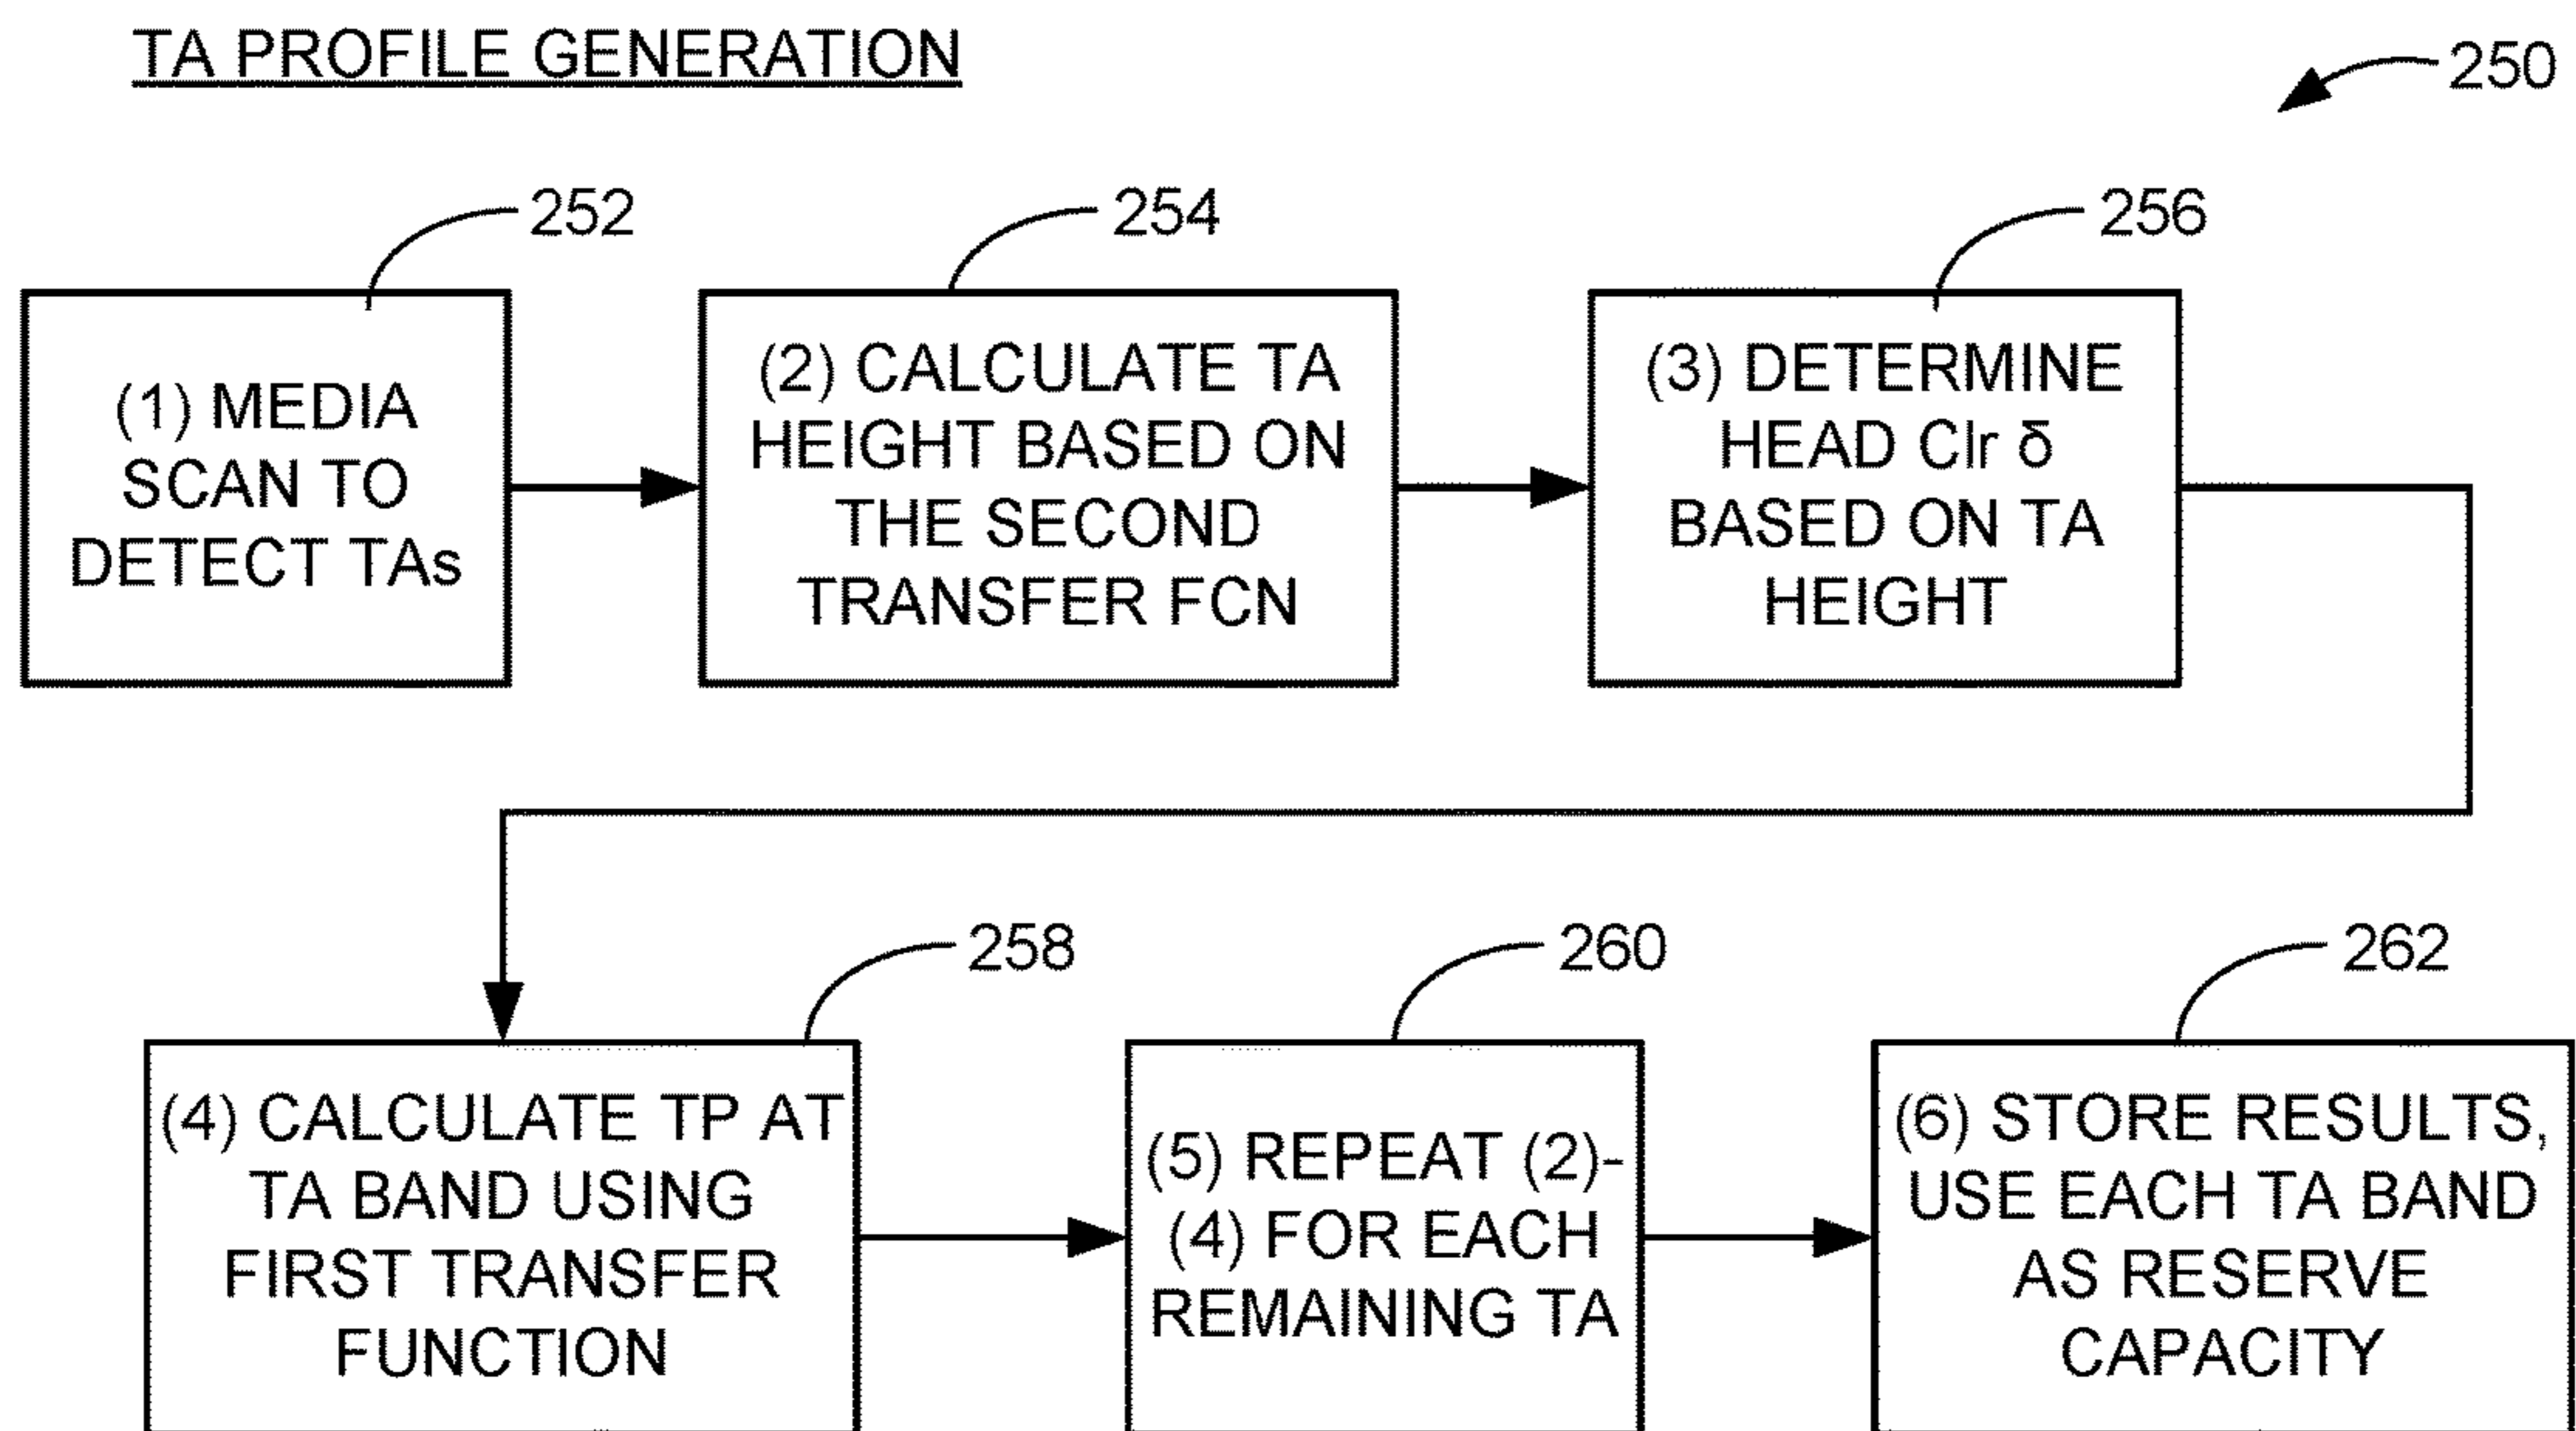 TA PROFILE GENERATION
250
252
254
256
(1) MEDIA
SCAN TO
DETECT TAs
(2) CALCULATE TA
HEIGHT BASED ON
THE SECOND
TRANSFER FCN
(3) DETERMINE
HEAD Clr δ
BASED ON TA
HEIGHT
258
260
262
(4) CALCULATE TP AT
TA BAND USING
FIRST TRANSFER
FUNCTION
(5) REPEAT (2)-
(4) FOR EACH
REMAINING TA
(6) STORE RESULTS,
USE EACH TA BAND
AS RESERVE
CAPACITY